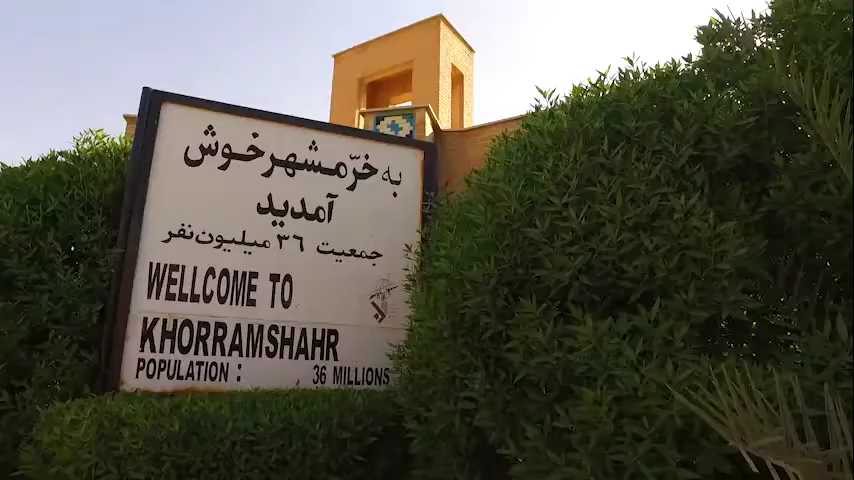 به خرّمشهر خوش
آمدید
جمعیت ۳۶ میلیون نفر
WELLCOME TO
KHORRAMSHAHR
POPULATION : 36 MILLIONS